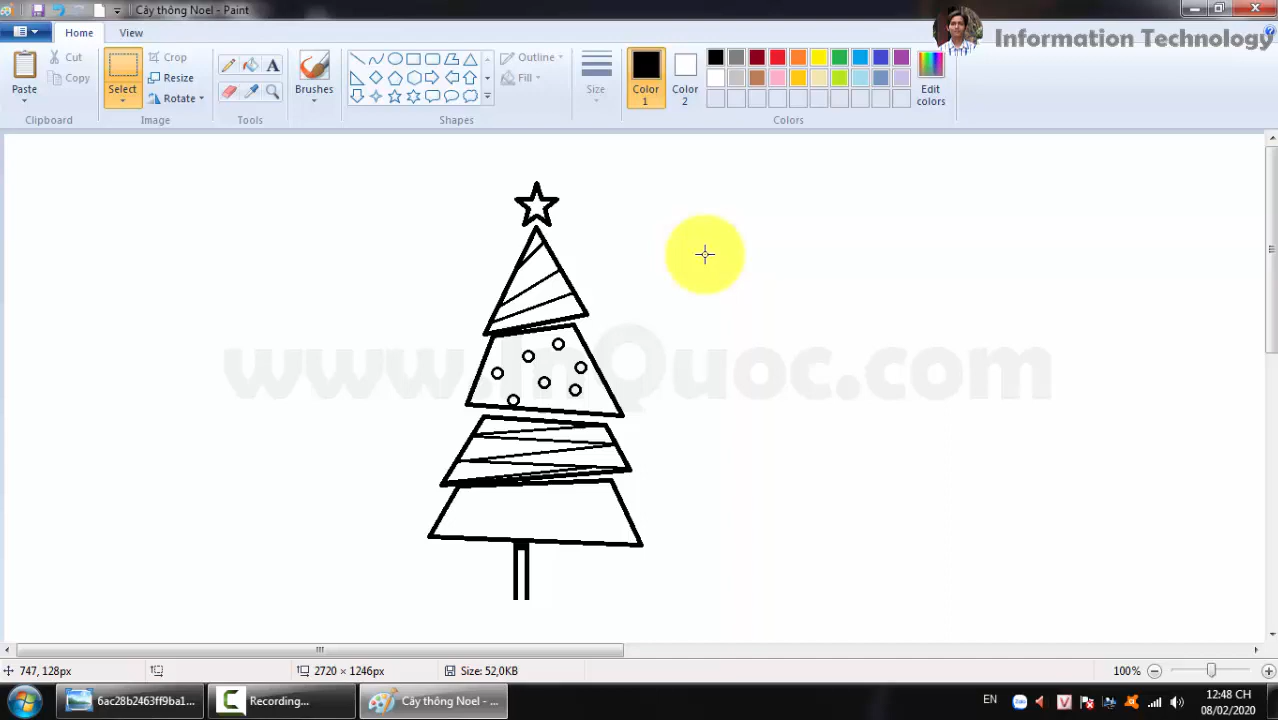 Cây thông Noel - Paint
Home View
Information Technology
Paste
Cut
Copy
Clipboard
Select
Crop
Resize
Rotate
Image
A
Tools
Brushes
Outline
Fill
Shapes
Size
Color 1
Color 2
Edit colors
Colors
www.InQuoc.com
747, 128px
2720 × 1246px
Size: 52,0KB
100%
6ac28b2463ff9ba1...
Recording...
Cây thông Noel - ...
EN
12:48 CH
08/02/2020